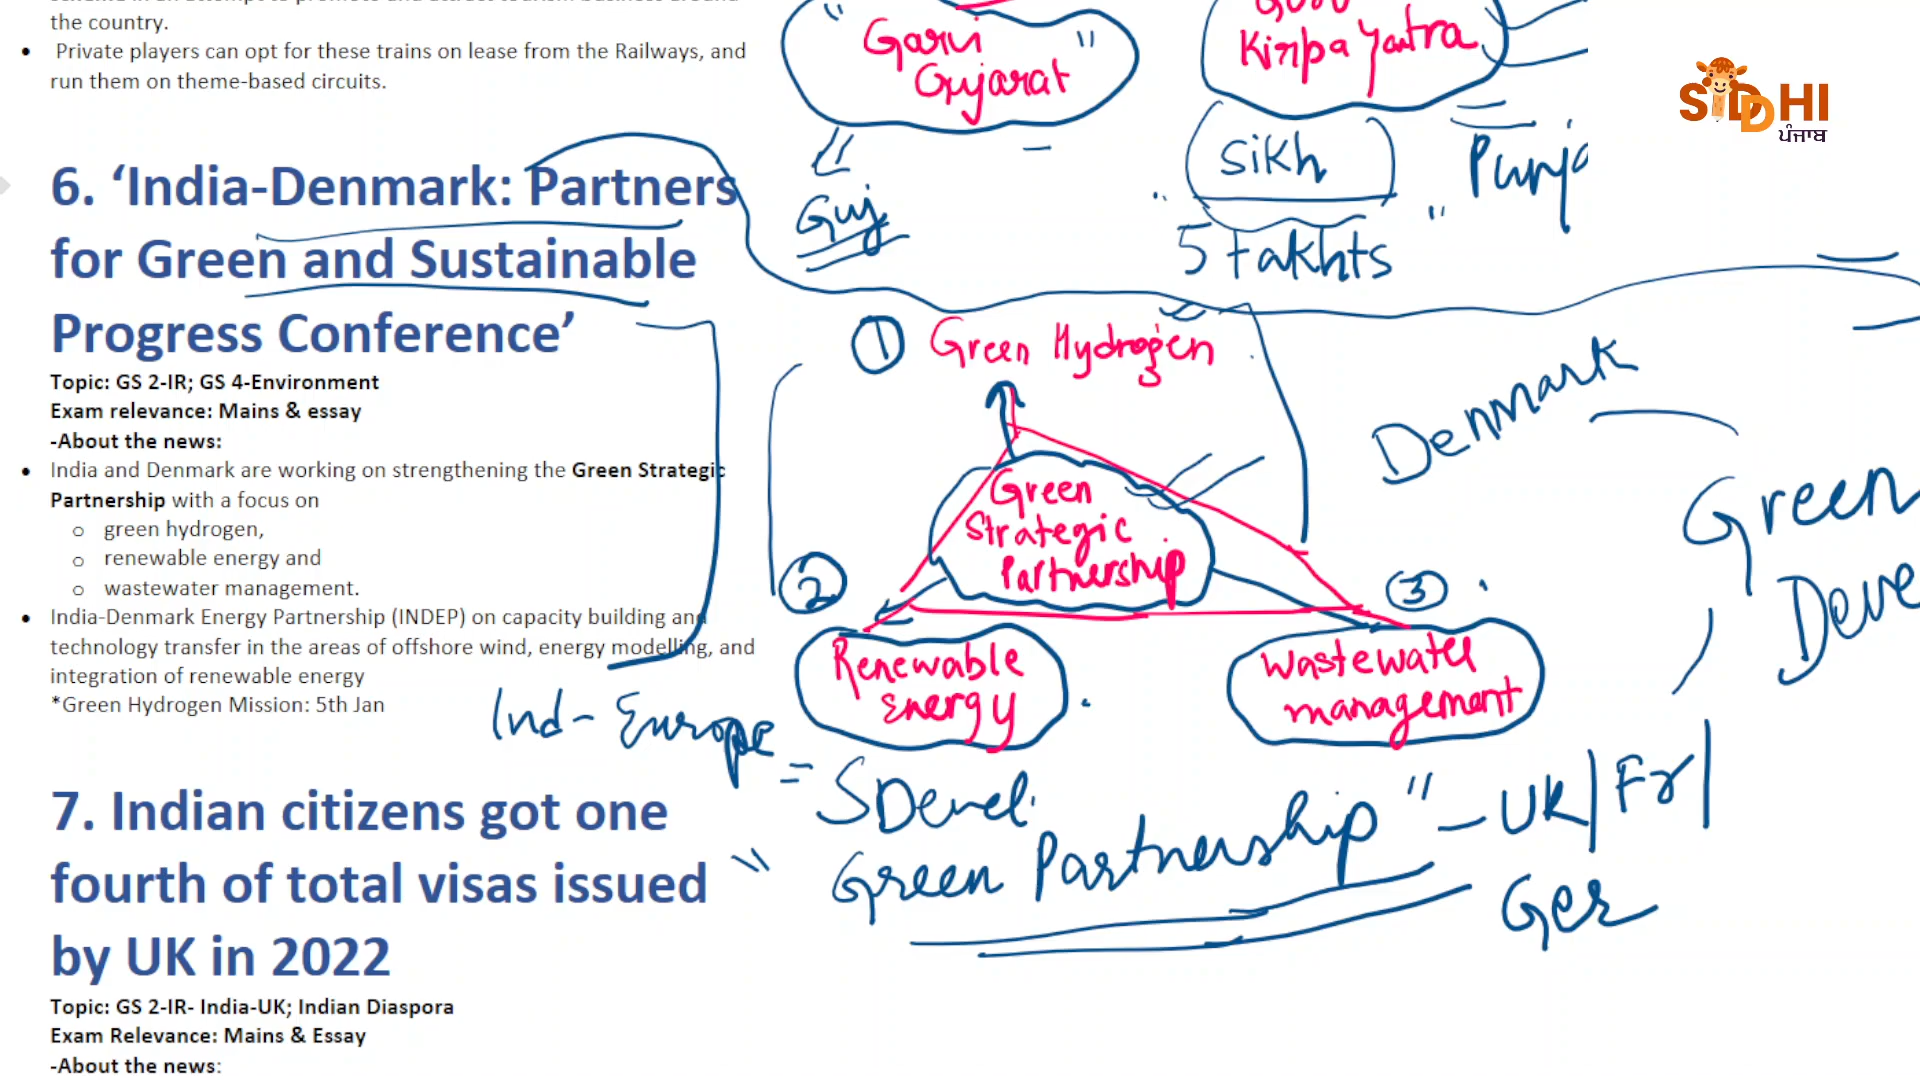 the country.
• Private players can opt for these trains on lease from the Railways, and
run them on theme-based circuits.
6. ‘India-Denmark: Partners
for Green and Sustainable
Progress Conference’
Topic: GS 2-IR; GS 4-Environment
Exam relevance: Mains & essay
-About the news:
• India and Denmark are working on strengthening the Green Strategic
Partnership with a focus on
o green hydrogen,
o renewable energy and
o wastewater management.
• India-Denmark Energy Partnership (INDEP) on capacity building and
technology transfer in the areas of offshore wind, energy modelling, and
integration of renewable energy
*Green Hydrogen Mission: 5th Jan
7. Indian citizens got one
fourth of total visas issued
by UK in 2022
Topic: GS 2-IR- India-UK; Indian Diaspora
Exam Relevance: Mains & Essay
-About the news:
" Garvi "
Gujarat
Guj
Kirpa Yatra
Sikh
" 5 takhts "
SIDDHI
ਪੰਜਾਬ
① Green Hydrogen
Green
Strategic
Partnership
②
Renewable
Energy
③
Wastewater
management
Denmark
Green
Ind - Europe
= SDevel.
" Green Partnership " - UK/Fr/
Ger